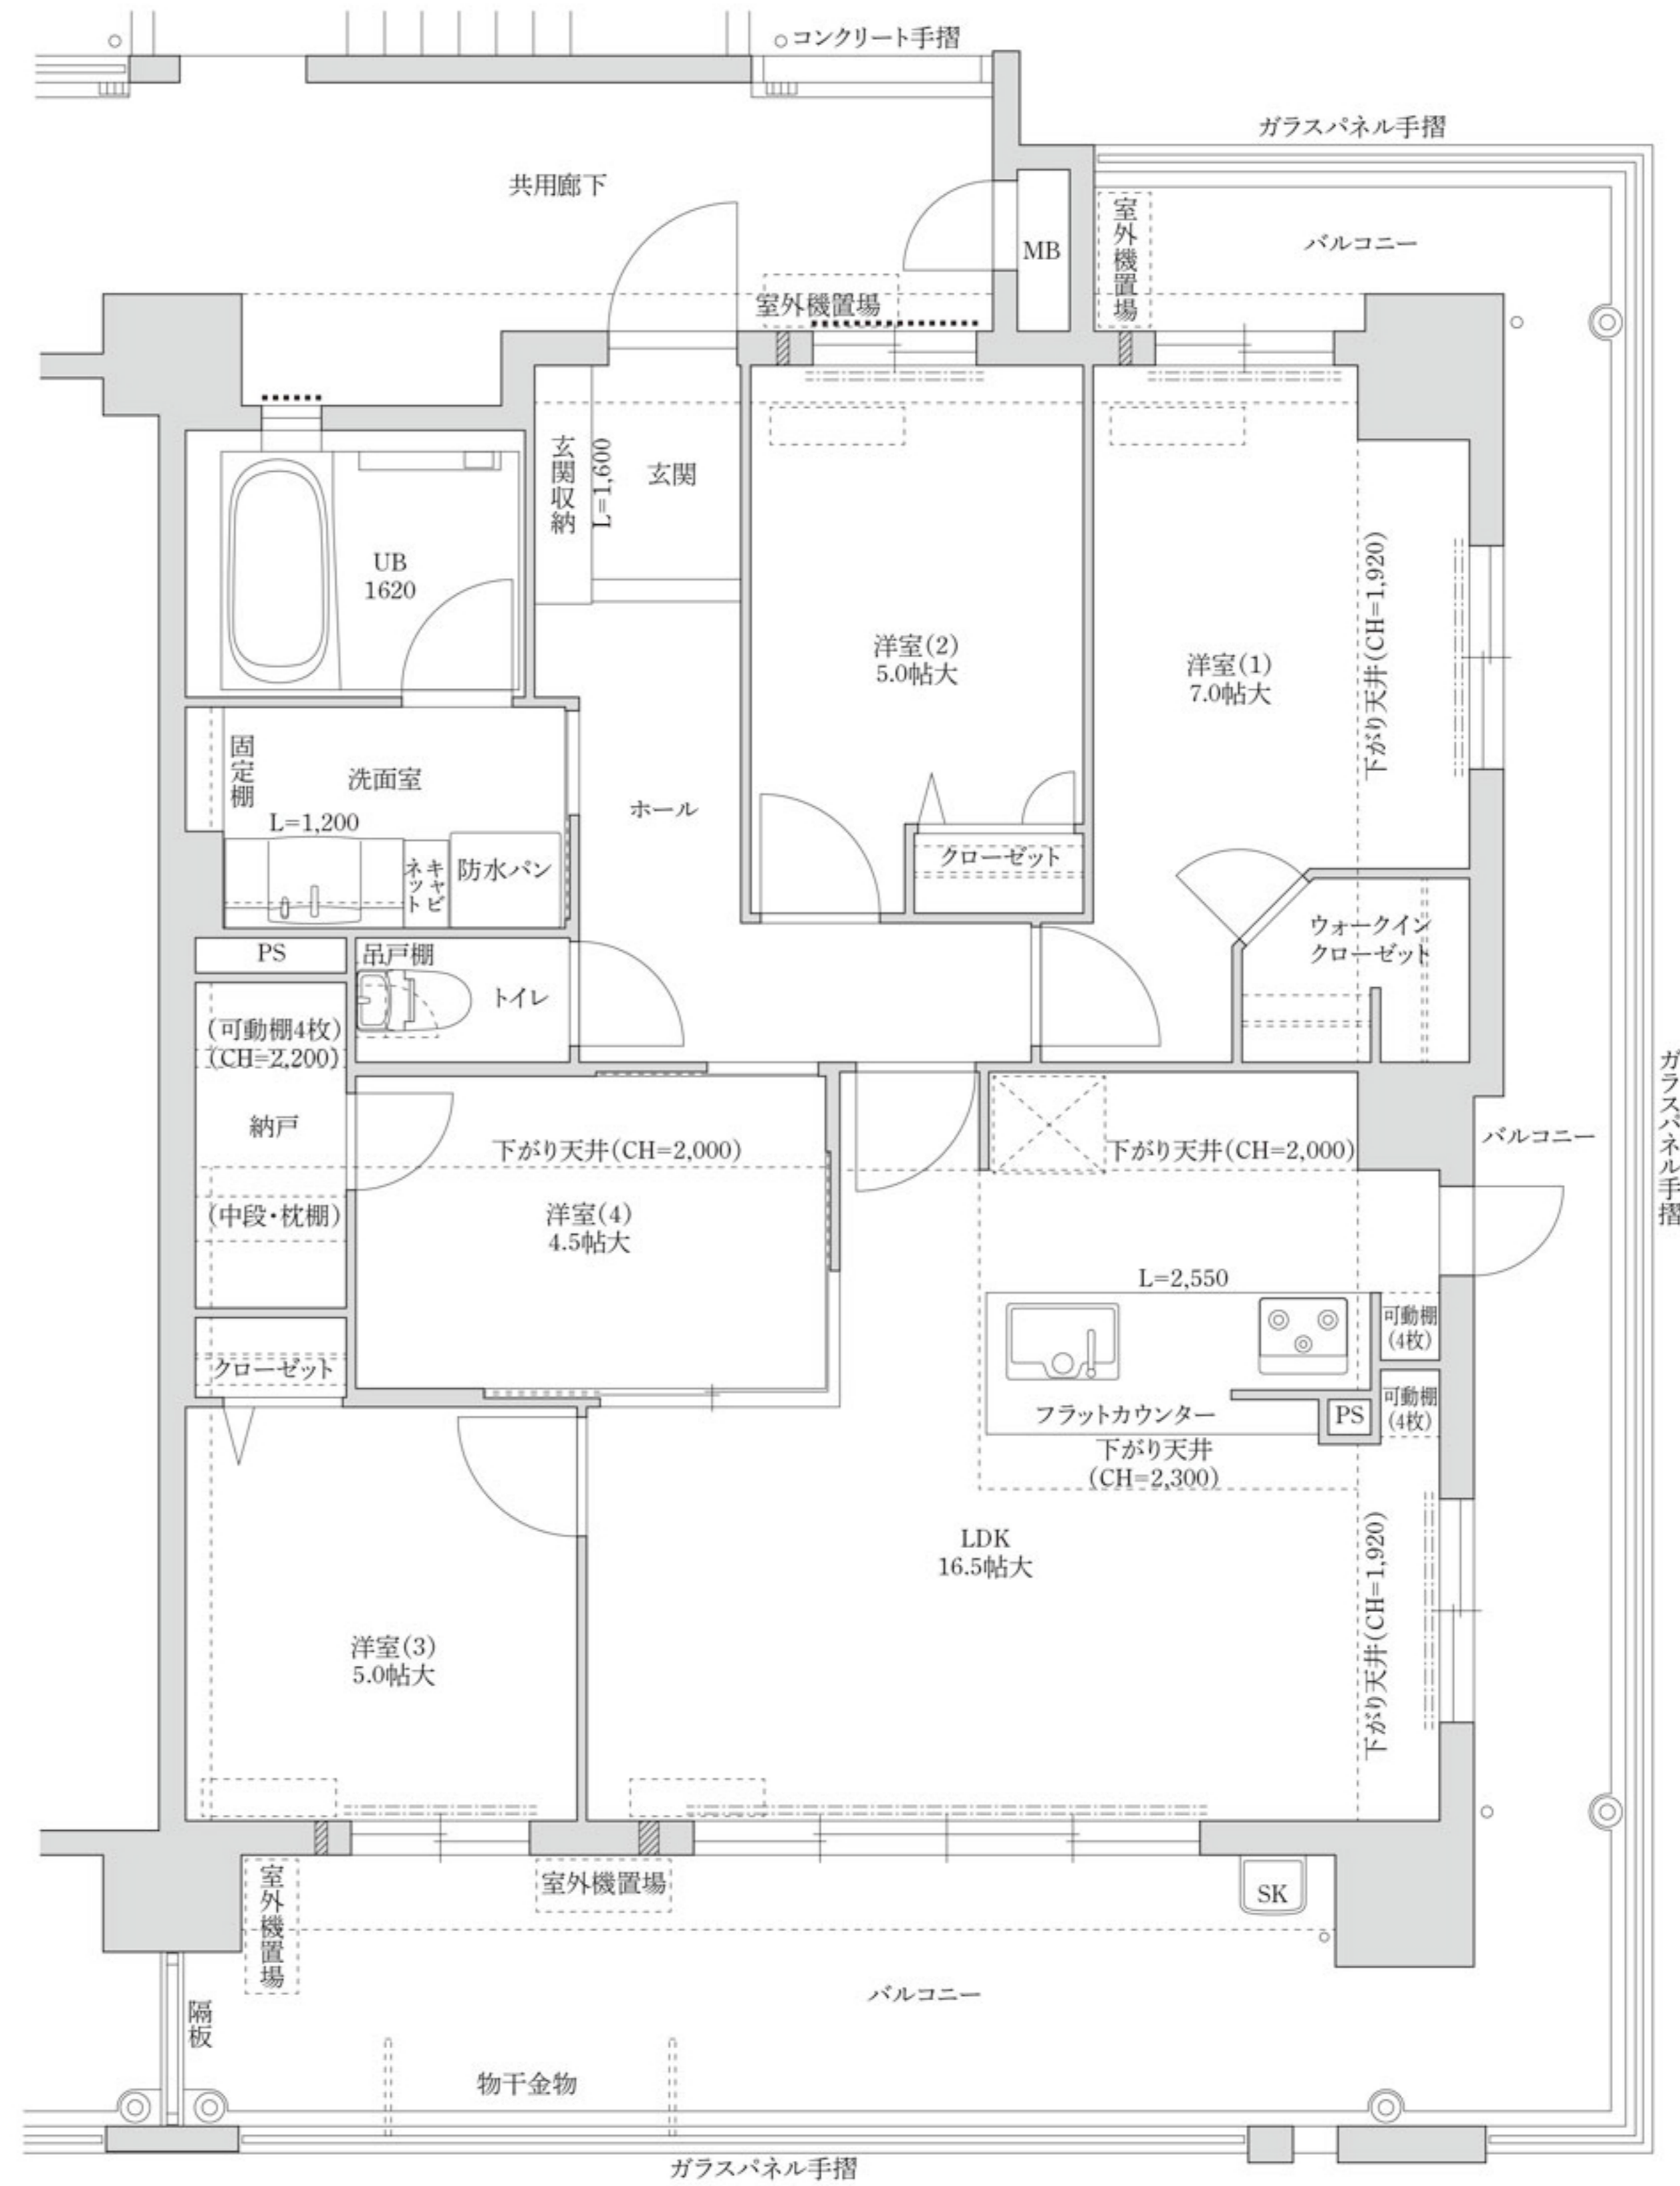 コンクリート手摺
ガラスパネル手摺
共用廊下
MB
室外機置場
バルコニー
室外機置場
玄関収納
L=1,600
玄関
UB
1620
洋室(2)
5.0帖大
洋室(1)
7.0帖大
下がり天井(CH=1,920)
固定棚
洗面室
L=1,200
キャビ
ネット
防水パン
ホール
クローゼット
ウォークイン
クローゼット
PS
吊戸棚
トイレ
(可動棚4枚)
(CH=2,200)
納戸
(中段・枕棚)
下がり天井(CH=2,000)
洋室(4)
4.5帖大
下がり天井(CH=2,000)
バルコニー
ガラスパネル手摺
L=2,550
可動棚
(4枚)
クローゼット
可動棚
(4枚)
フラットカウンター
PS
下がり天井
(CH=2,300)
LDK
16.5帖大
下がり天井(CH=1,920)
洋室(3)
5.0帖大
室外機置場
室外機置場
SK
バルコニー
隔板
物干金物
ガラスパネル手摺